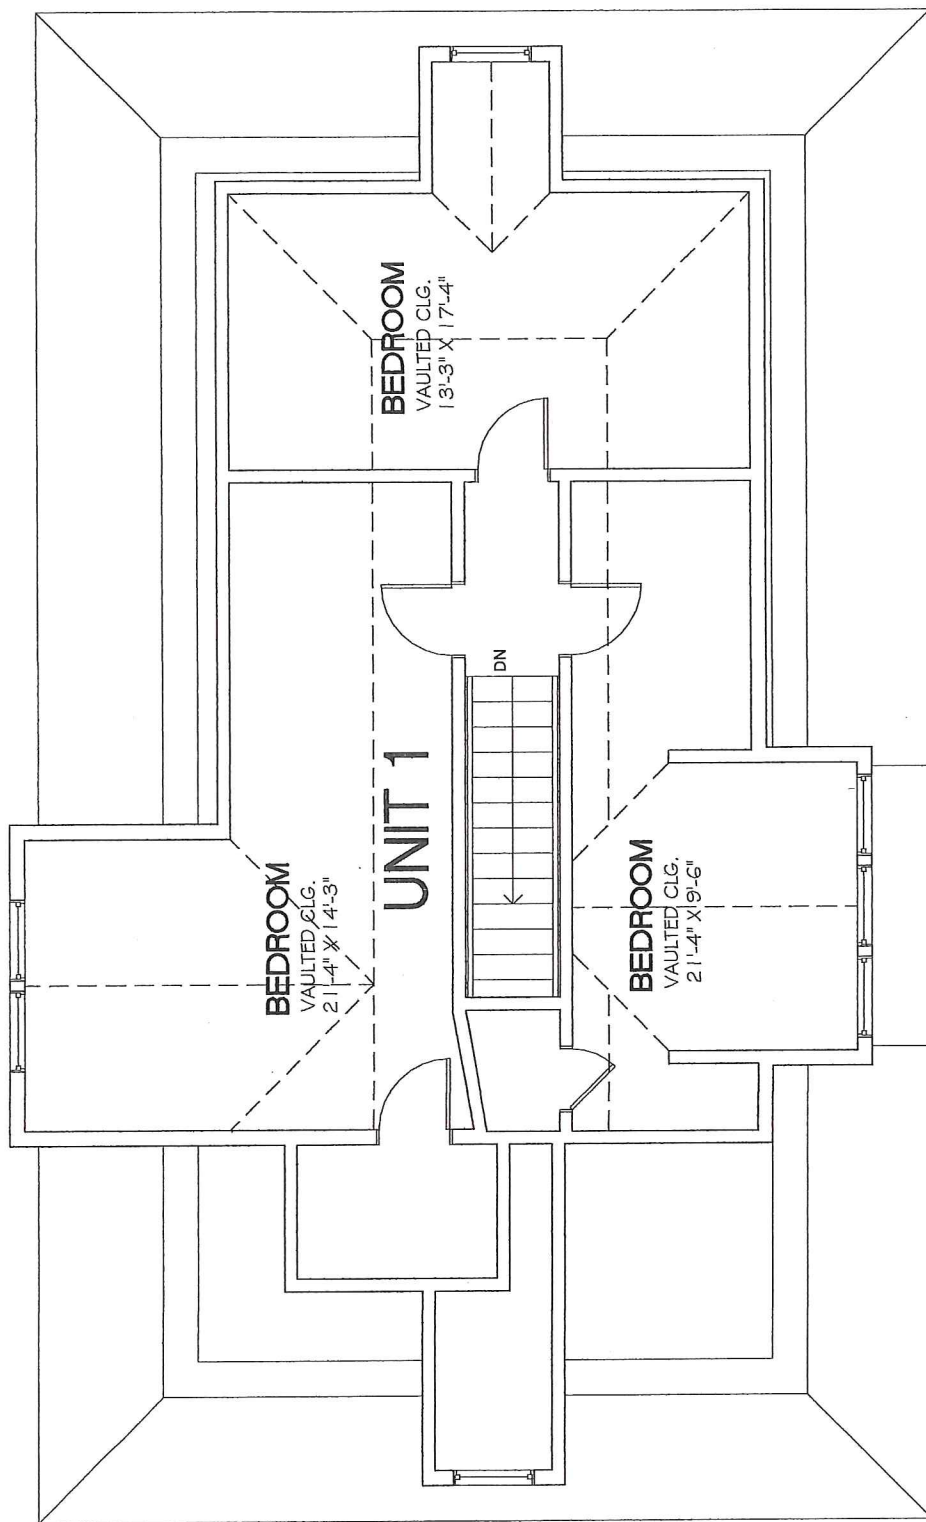 BEDROOM
VAULTED CLG.
21'-4" X 14'-3"
UNIT 1
BEDROOM
VAULTED CLG.
13'-3" X 17'-4"
DN
BEDROOM
VAULTED CLG.
21'-4" X 9'-6"